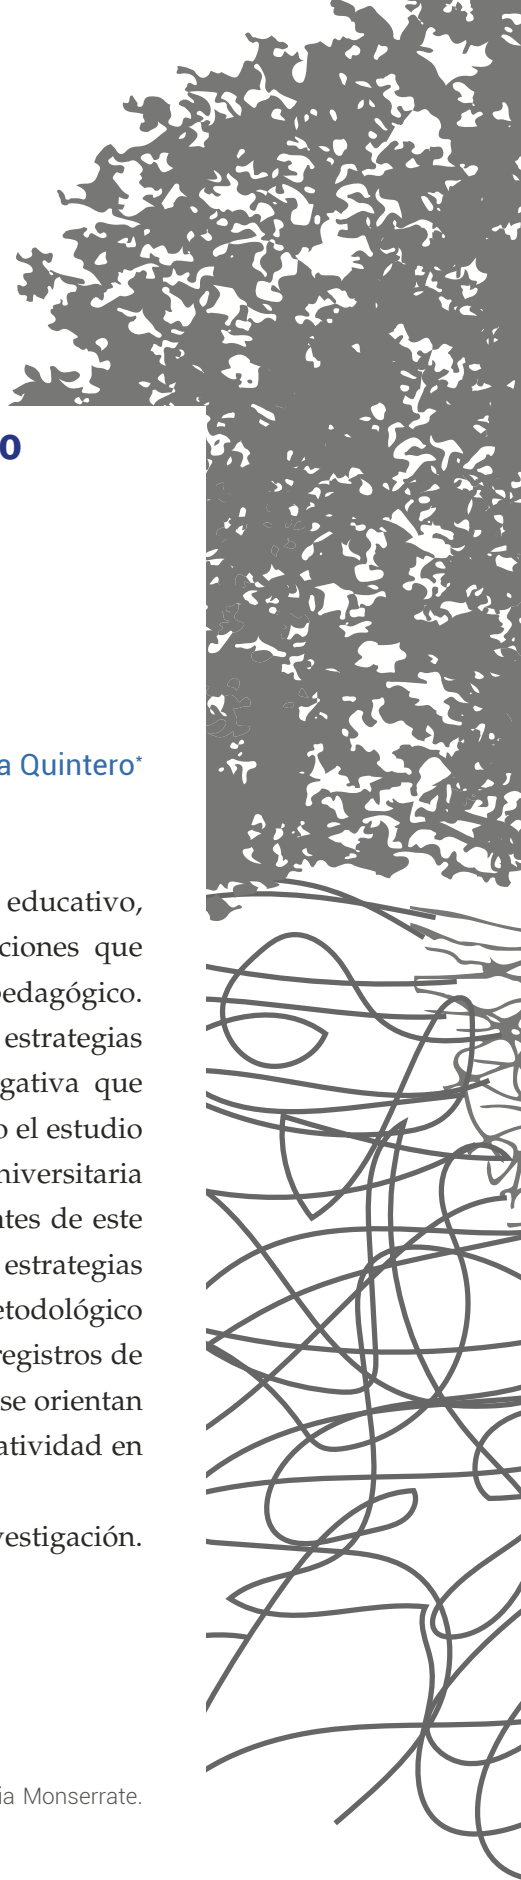 o
a Quintero*
educativo,
ciones que
pedagógico.
estrategias
gativa que
o el estudio
niversitaria
ntes de este
estrategias
etodológico
registros de
se orientan
atividad en
vestigación.
ia Monserrate.